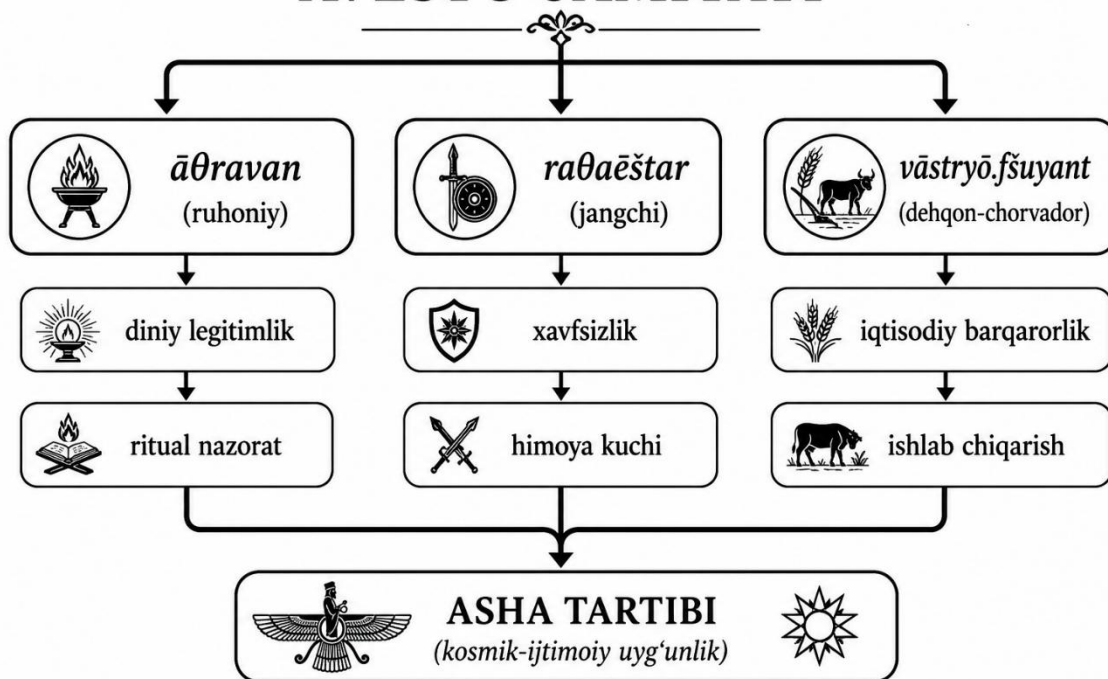 āθravan
(ruhoniy)
raθaēštar
(jangchi)
vāstryō.fšuyant
(dehqon-chorvador)
diniy legitimlik
xavfsizlik
iqtisodiy barqarorlik
ritual nazorat
himoya kuchi
ishlab chiqarish
ASHA TARTIBI
(kosmik-ijtimoiy uyg‘unlik)